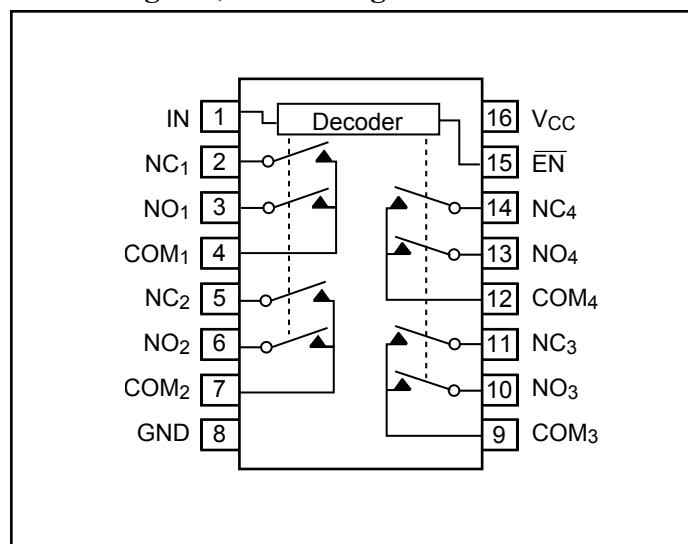 IN 1 Decoder 16 VCC
NC1 2 15 E̅N̅
NO1 3 14 NC4
COM1 4 13 NO4
NC2 5 12 COM4
NO2 6 11 NC3
COM2 7 10 NO3
GND 8 9 COM3